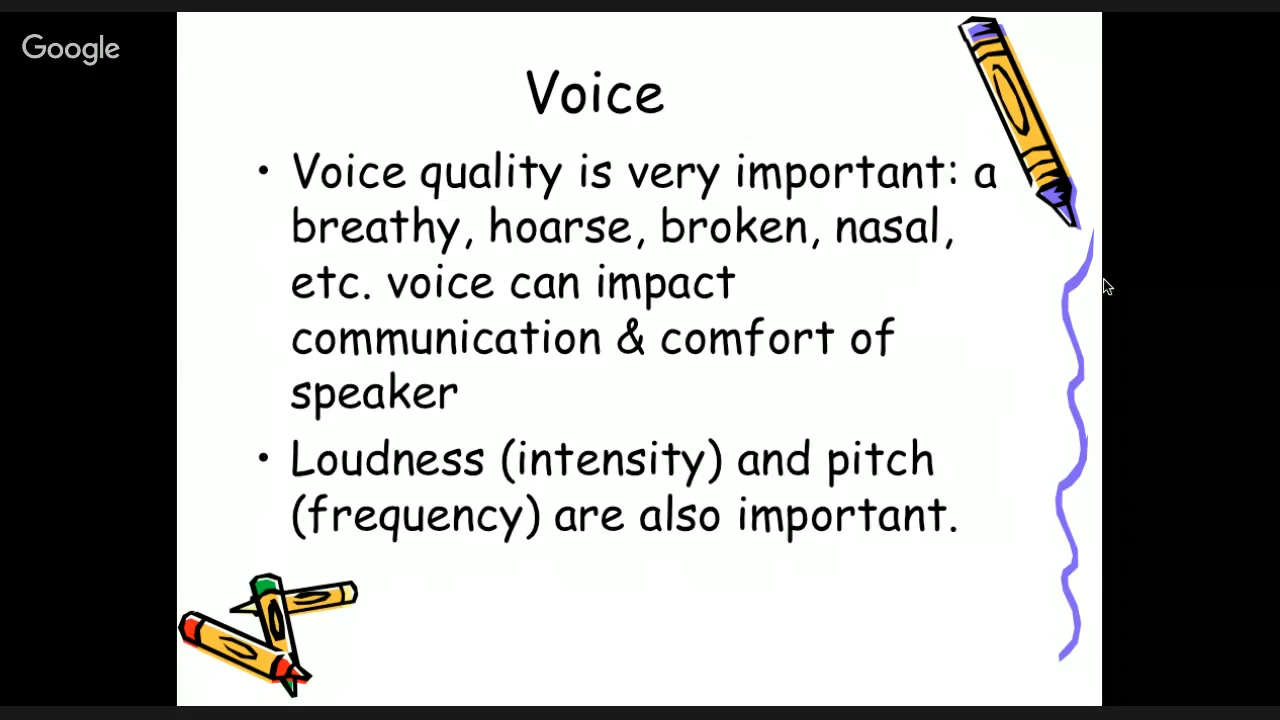 Google
Voice
• Voice quality is very important: a
breathy, hoarse, broken, nasal,
etc. voice can impact
communication & comfort of
speaker
• Loudness (intensity) and pitch
(frequency) are also important.